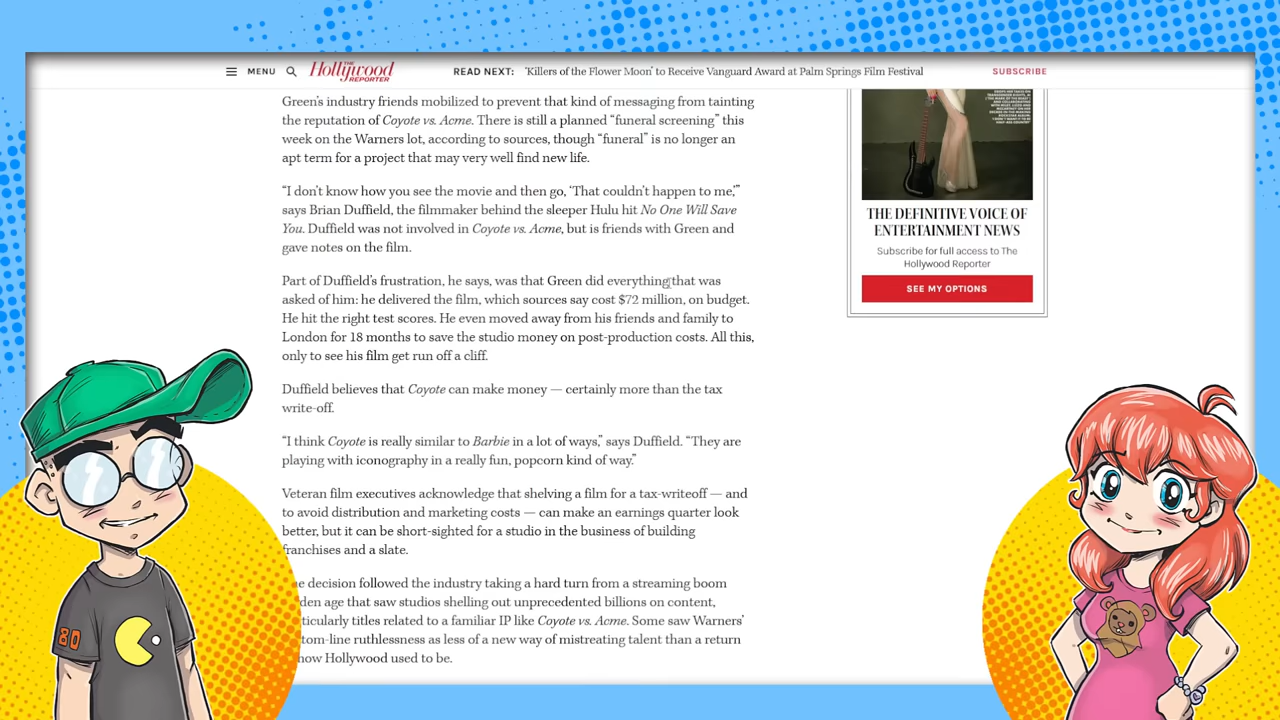 MENU
THE
Hollywood
REPORTER
READ NEXT: 'Killers of the Flower Moon' to Receive Vanguard Award at Palm Springs Film Festival
SUBSCRIBE
Green's industry friends mobilized to prevent that kind of messaging from tainting
the reputation of Coyote vs. Acme. There is still a planned “funeral screening” this
week on the Warners lot, according to sources, though “funeral” is no longer an
apt term for a project that may very well find new life.
“I don't know how you see the movie and then go, ‘That couldn't happen to me,’”
says Brian Duffield, the filmmaker behind the sleeper Hulu hit No One Will Save
You. Duffield was not involved in Coyote vs. Acme, but is friends with Green and
gave notes on the film.
Part of Duffield's frustration, he says, was that Green did everything that was
asked of him: he delivered the film, which sources say cost $72 million, on budget.
He hit the right test scores. He even moved away from his friends and family to
London for 18 months to save the studio money on post-production costs. All this,
only to see his film get run off a cliff.
Duffield believes that Coyote can make money — certainly more than the tax
write-off.
“I think Coyote is really similar to Barbie in a lot of ways,” says Duffield. “They are
playing with iconography in a really fun, popcorn kind of way.”
Veteran film executives acknowledge that shelving a film for a tax-writeoff — and
to avoid distribution and marketing costs — can make an earnings quarter look
better, but it can be short-sighted for a studio in the business of building
franchises and a slate.
e decision followed the industry taking a hard turn from a streaming boom
den age that saw studios shelling out unprecedented billions on content,
ticularly titles related to a familiar IP like Coyote vs. Acme. Some saw Warners'
tom-line ruthlessness as less of a new way of mistreating talent than a return
how Hollywood used to be.
THE DEFINITIVE VOICE OF
ENTERTAINMENT NEWS
Subscribe for full access to The
Hollywood Reporter
SEE MY OPTIONS
80